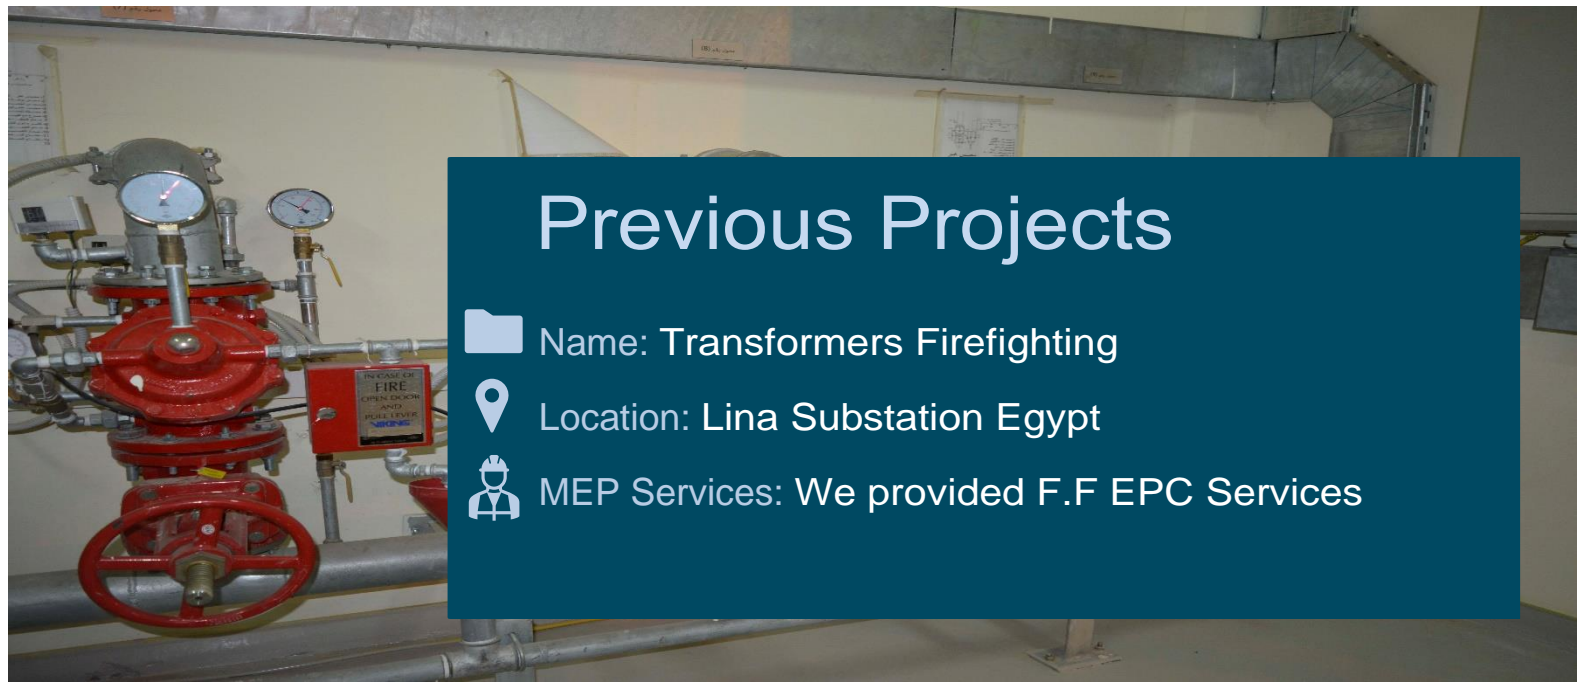 Previous Projects
Name: Transformers Firefighting
Location: Lina Substation Egypt
MEP Services: We provided F.F EPC Services
IN CASE OF
FIRE
OPEN DOOR
AND
PULL LEVER
VIKING